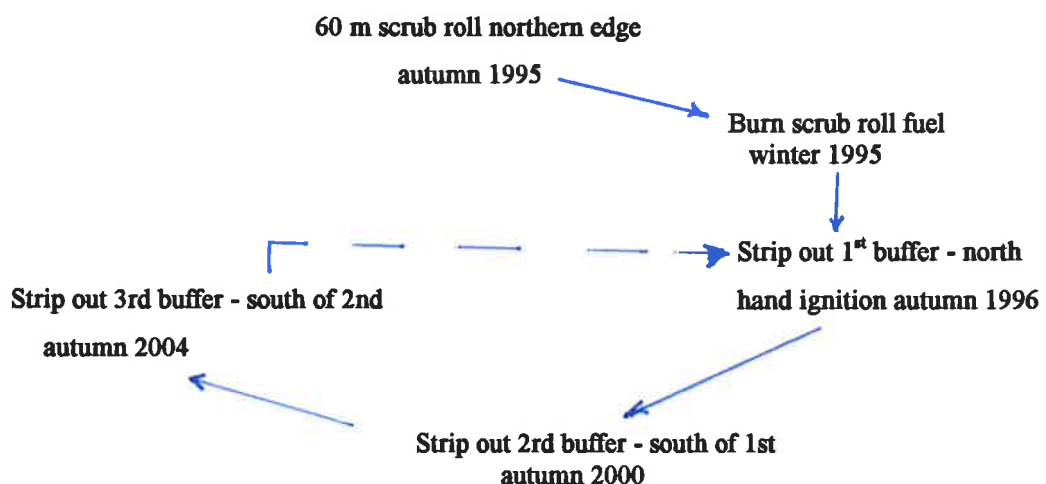 60 m scrub roll northern edge
autumn 1995
Burn scrub roll fuel
winter 1995
Strip out 1st buffer - north
hand ignition autumn 1996
Strip out 3rd buffer - south of 2nd
autumn 2004
Strip out 2rd buffer - south of 1st
autumn 2000